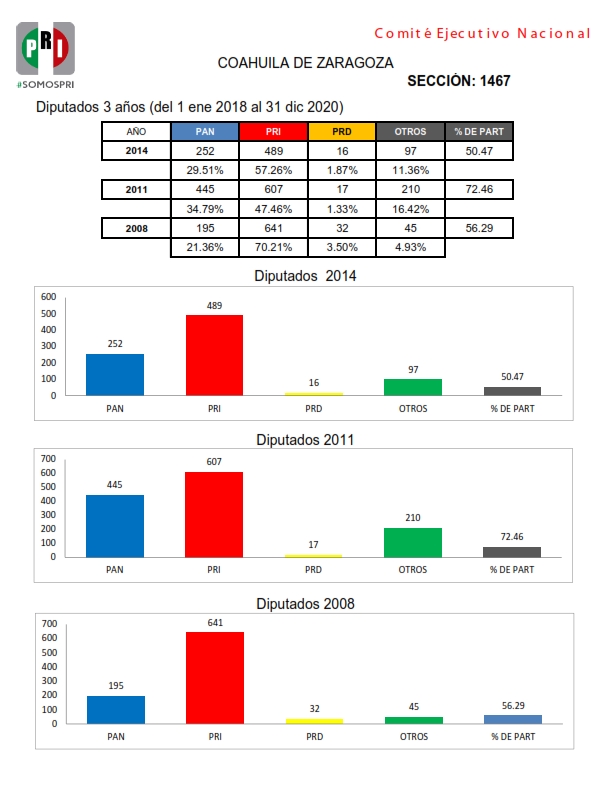 PRI
#SOMOSPRI
Comité Ejecutivo Nacional
COAHUILA DE ZARAGOZA
SECCIÓN: 1467
Diputados 3 años (del 1 ene 2018 al 31 dic 2020)
AÑO PAN PRI PRD OTROS % DE PART
2014 252 489 16 97 50.47
29.51% 57.26% 1.87% 11.36%
2011 445 607 17 210 72.46
34.79% 47.46% 1.33% 16.42%
2008 195 641 32 45 56.29
21.36% 70.21% 3.50% 4.93%
Diputados 2014
600
500
400
300
200
100
0
252
489
16
97
50.47
PAN PRI PRD OTROS % DE PART
Diputados 2011
700
600
500
400
300
200
100
0
445
607
17
210
72.46
PAN PRI PRD OTROS % DE PART
Diputados 2008
700
600
500
400
300
200
100
0
195
641
32
45
56.29
PAN PRI PRD OTROS % DE PART